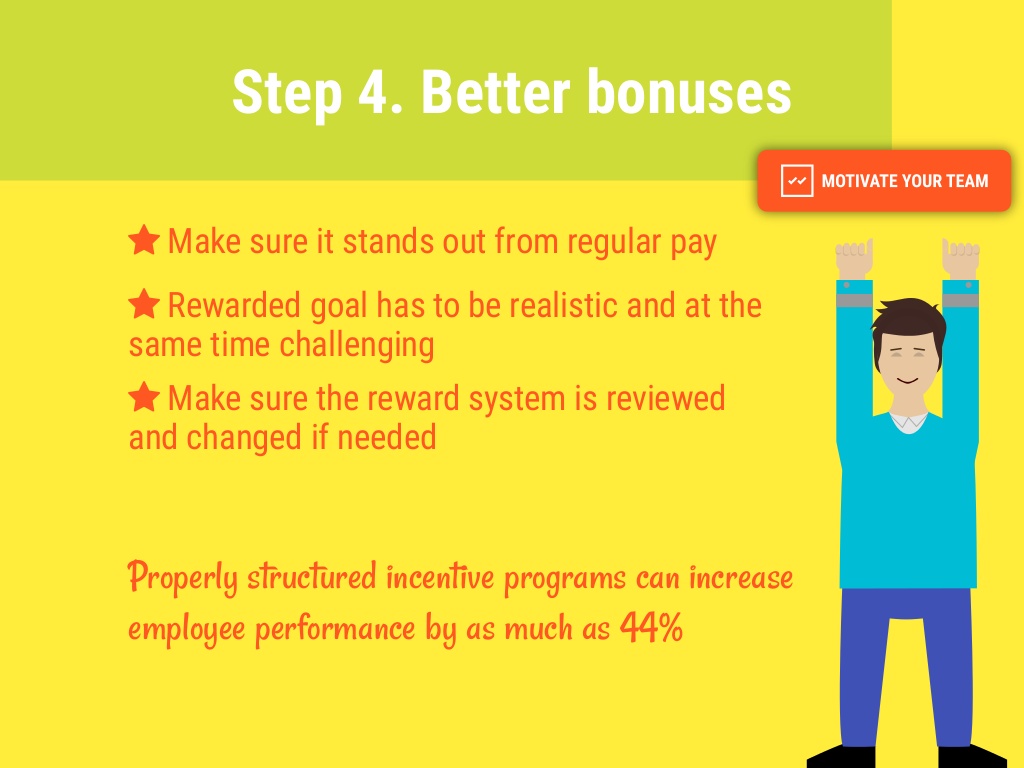 Step 4. Better bonuses
MOTIVATE YOUR TEAM
Make sure it stands out from regular pay
Rewarded goal has to be realistic and at the
same time challenging
Make sure the reward system is reviewed
and changed if needed
Properly structured incentive programs can increase
employee performance by as much as 44%